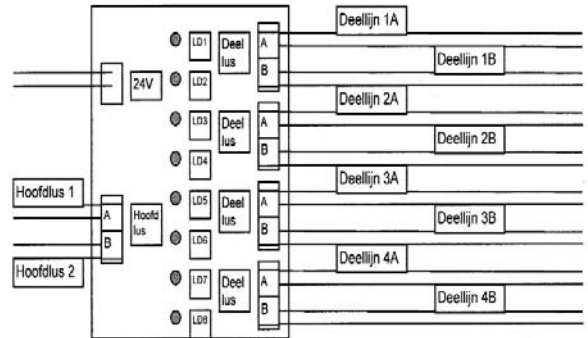 Deellijn 1A
LD1
Deel
lus
A
Deellijn 1B
B
24V
LD2
Deellijn 2A
LD3
Deel
lus
A
Deellijn 2B
B
LD4
Deellijn 3A
Hoofdlus 1
LD5
Deel
lus
A
A
Hoofd
lus
Deellijn 3B
B
B
LD6
Deellijn 4A
Hoofdlus 2
LD7
Deel
lus
A
Deellijn 4B
B
LD8